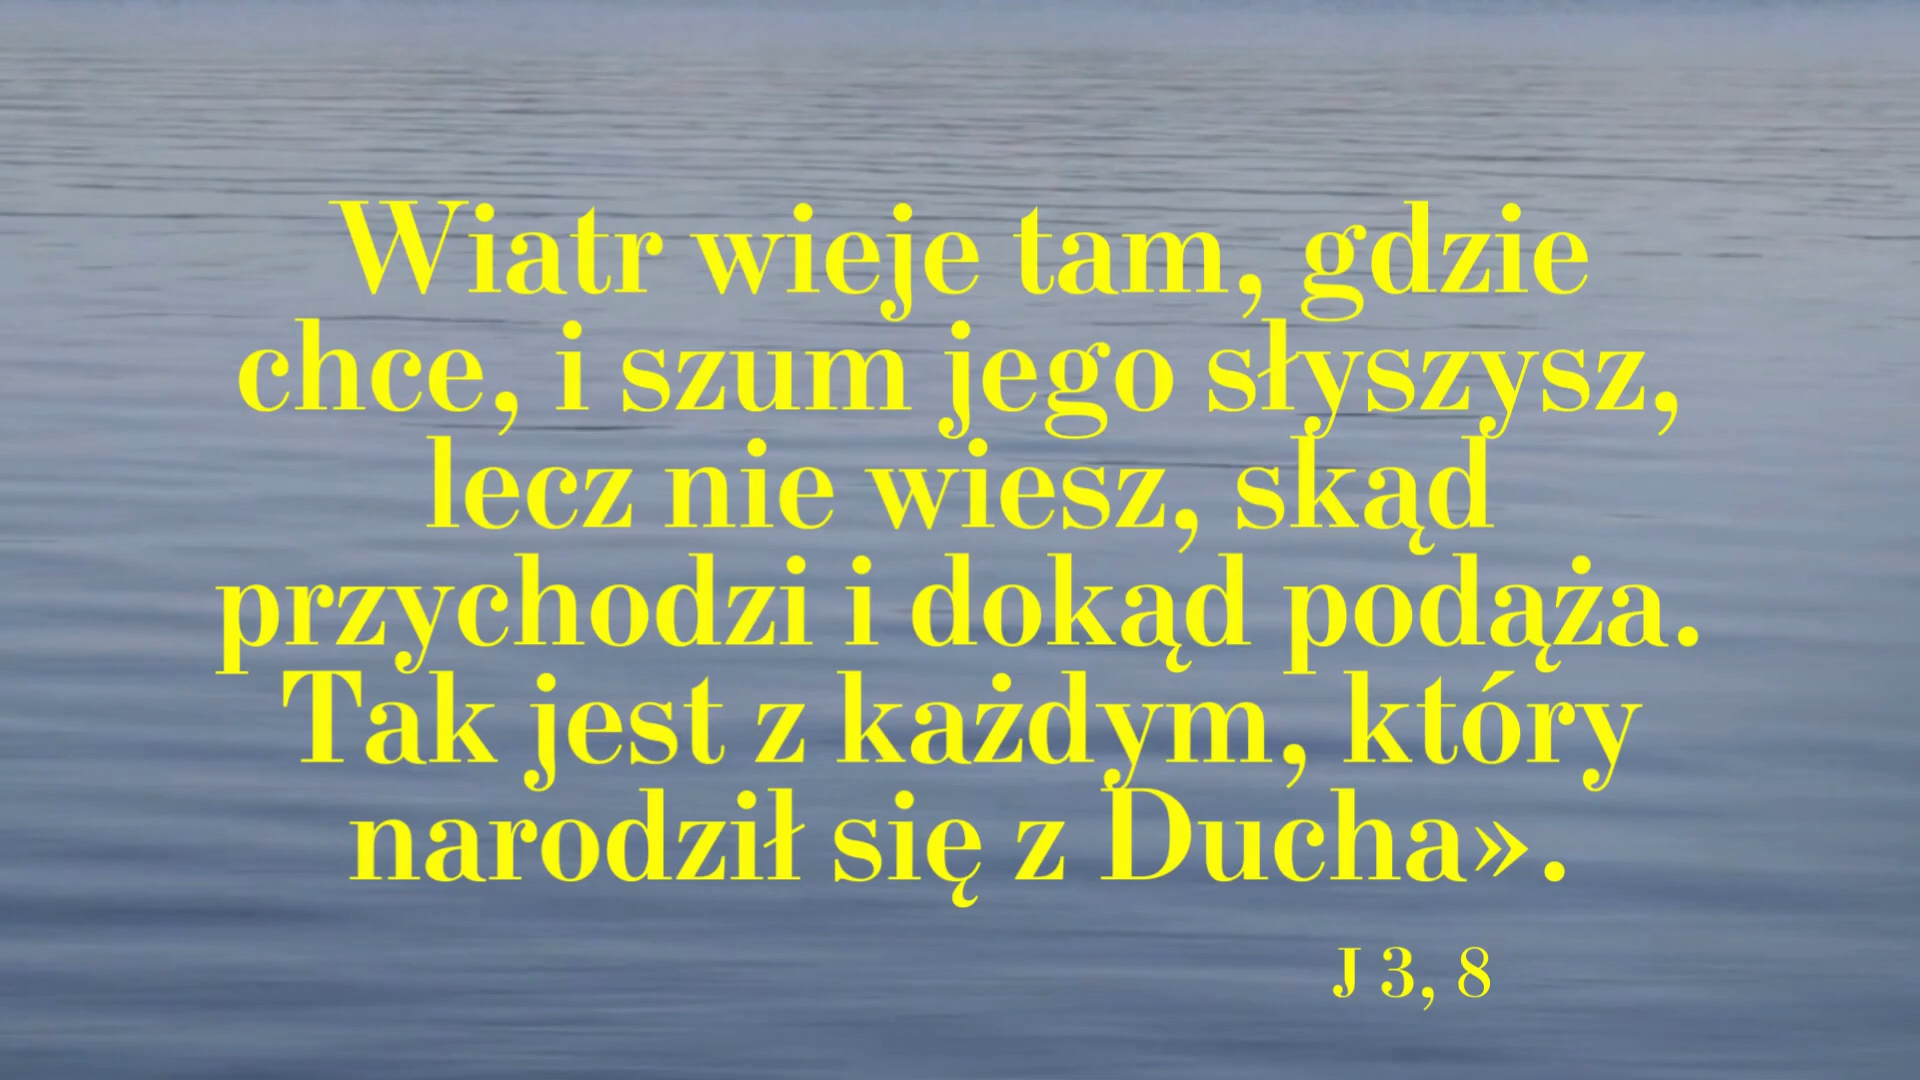 Wiatr wieje tam, gdzie
chce, i szum jego słyszysz,
lecz nie wiesz, skąd
przychodzi i dokąd podąża.
Tak jest z każdym, który
narodził się z Ducha».
J 3, 8